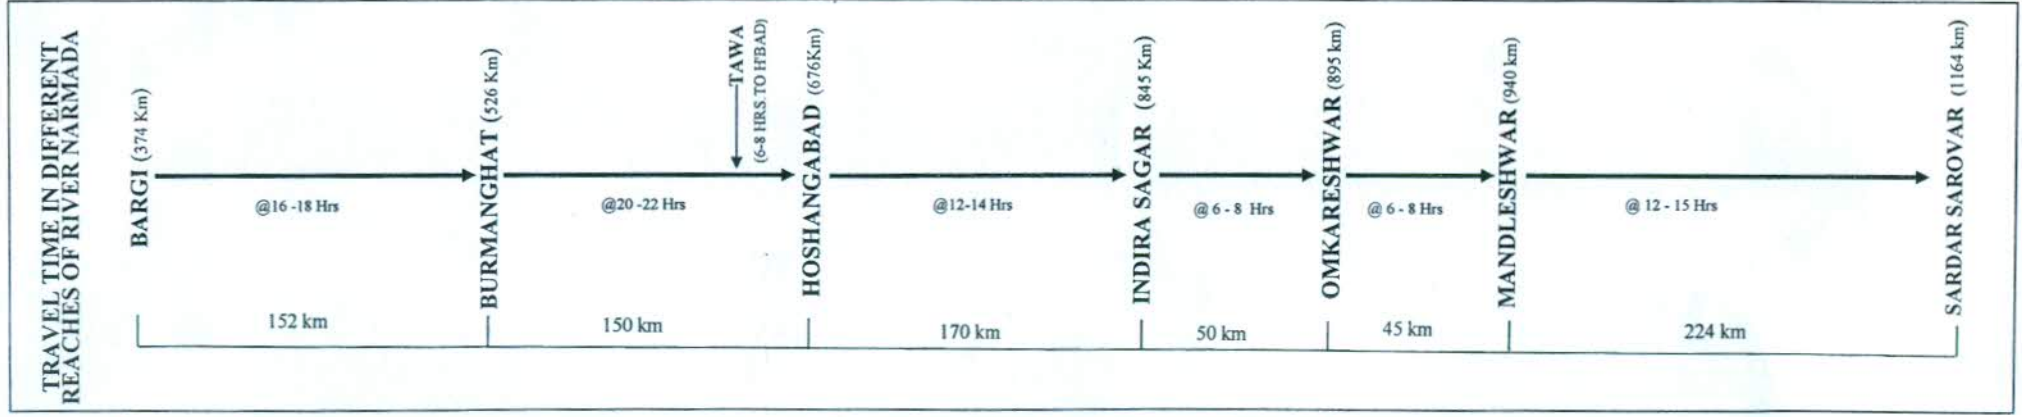 TRAVEL TIME IN DIFFERENT
REACHES OF RIVER NARMADA
BARGI (374 Km)
BURMANGHAT (526 Km)
TAWA
(6-8 HRS. TO H'BAD)
HOSHANGABAD (676Km)
INDIRA SAGAR (845 Km)
OMKARESHWAR (895 km)
MANDLESHWAR (940 km)
SARDAR SAROVAR (1164 km)
@16 -18 Hrs
@20 -22 Hrs
@12-14 Hrs
@ 6 - 8 Hrs
@ 6 - 8 Hrs
@ 12 - 15 Hrs
152 km
150 km
170 km
50 km
45 km
224 km